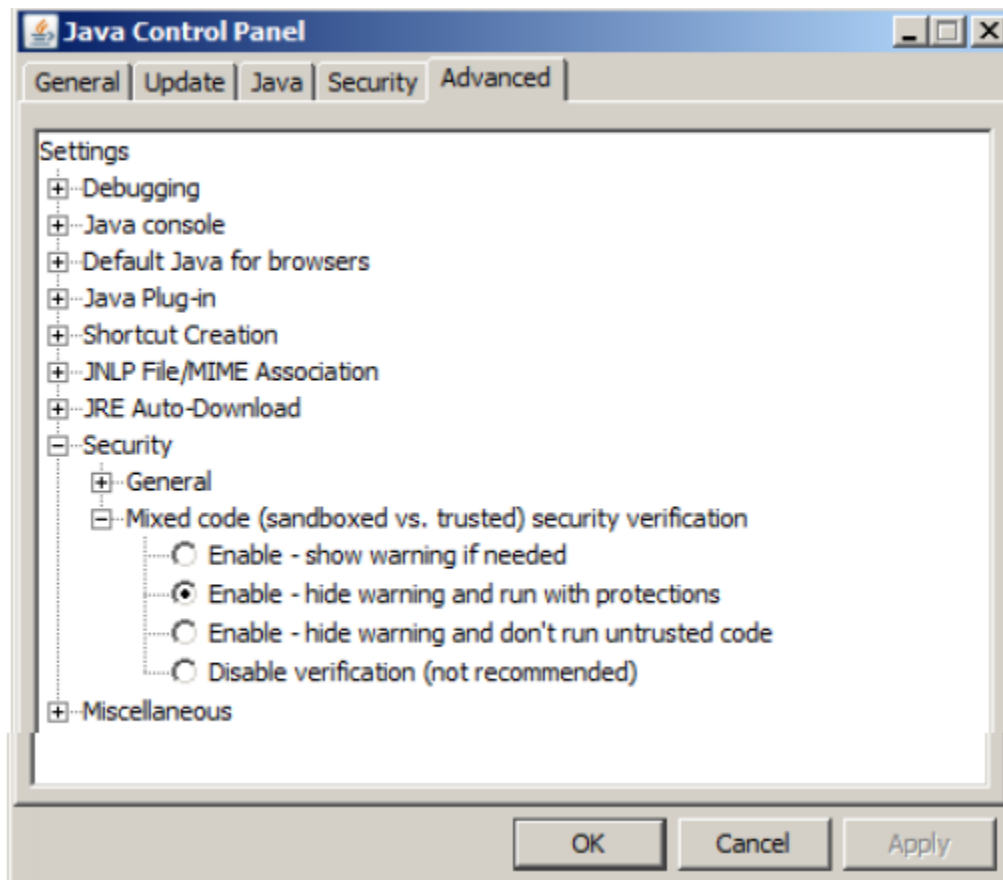 Java Control Panel
General Update Java Security Advanced
Settings
Debugging
Java console
Default Java for browsers
Java Plug-in
Shortcut Creation
JNLP File/MIME Association
JRE Auto-Download
Security
General
Mixed code (sandboxed vs. trusted) security verification
Enable - show warning if needed
Enable - hide warning and run with protections
Enable - hide warning and don't run untrusted code
Disable verification (not recommended)
Miscellaneous
OK Cancel Apply